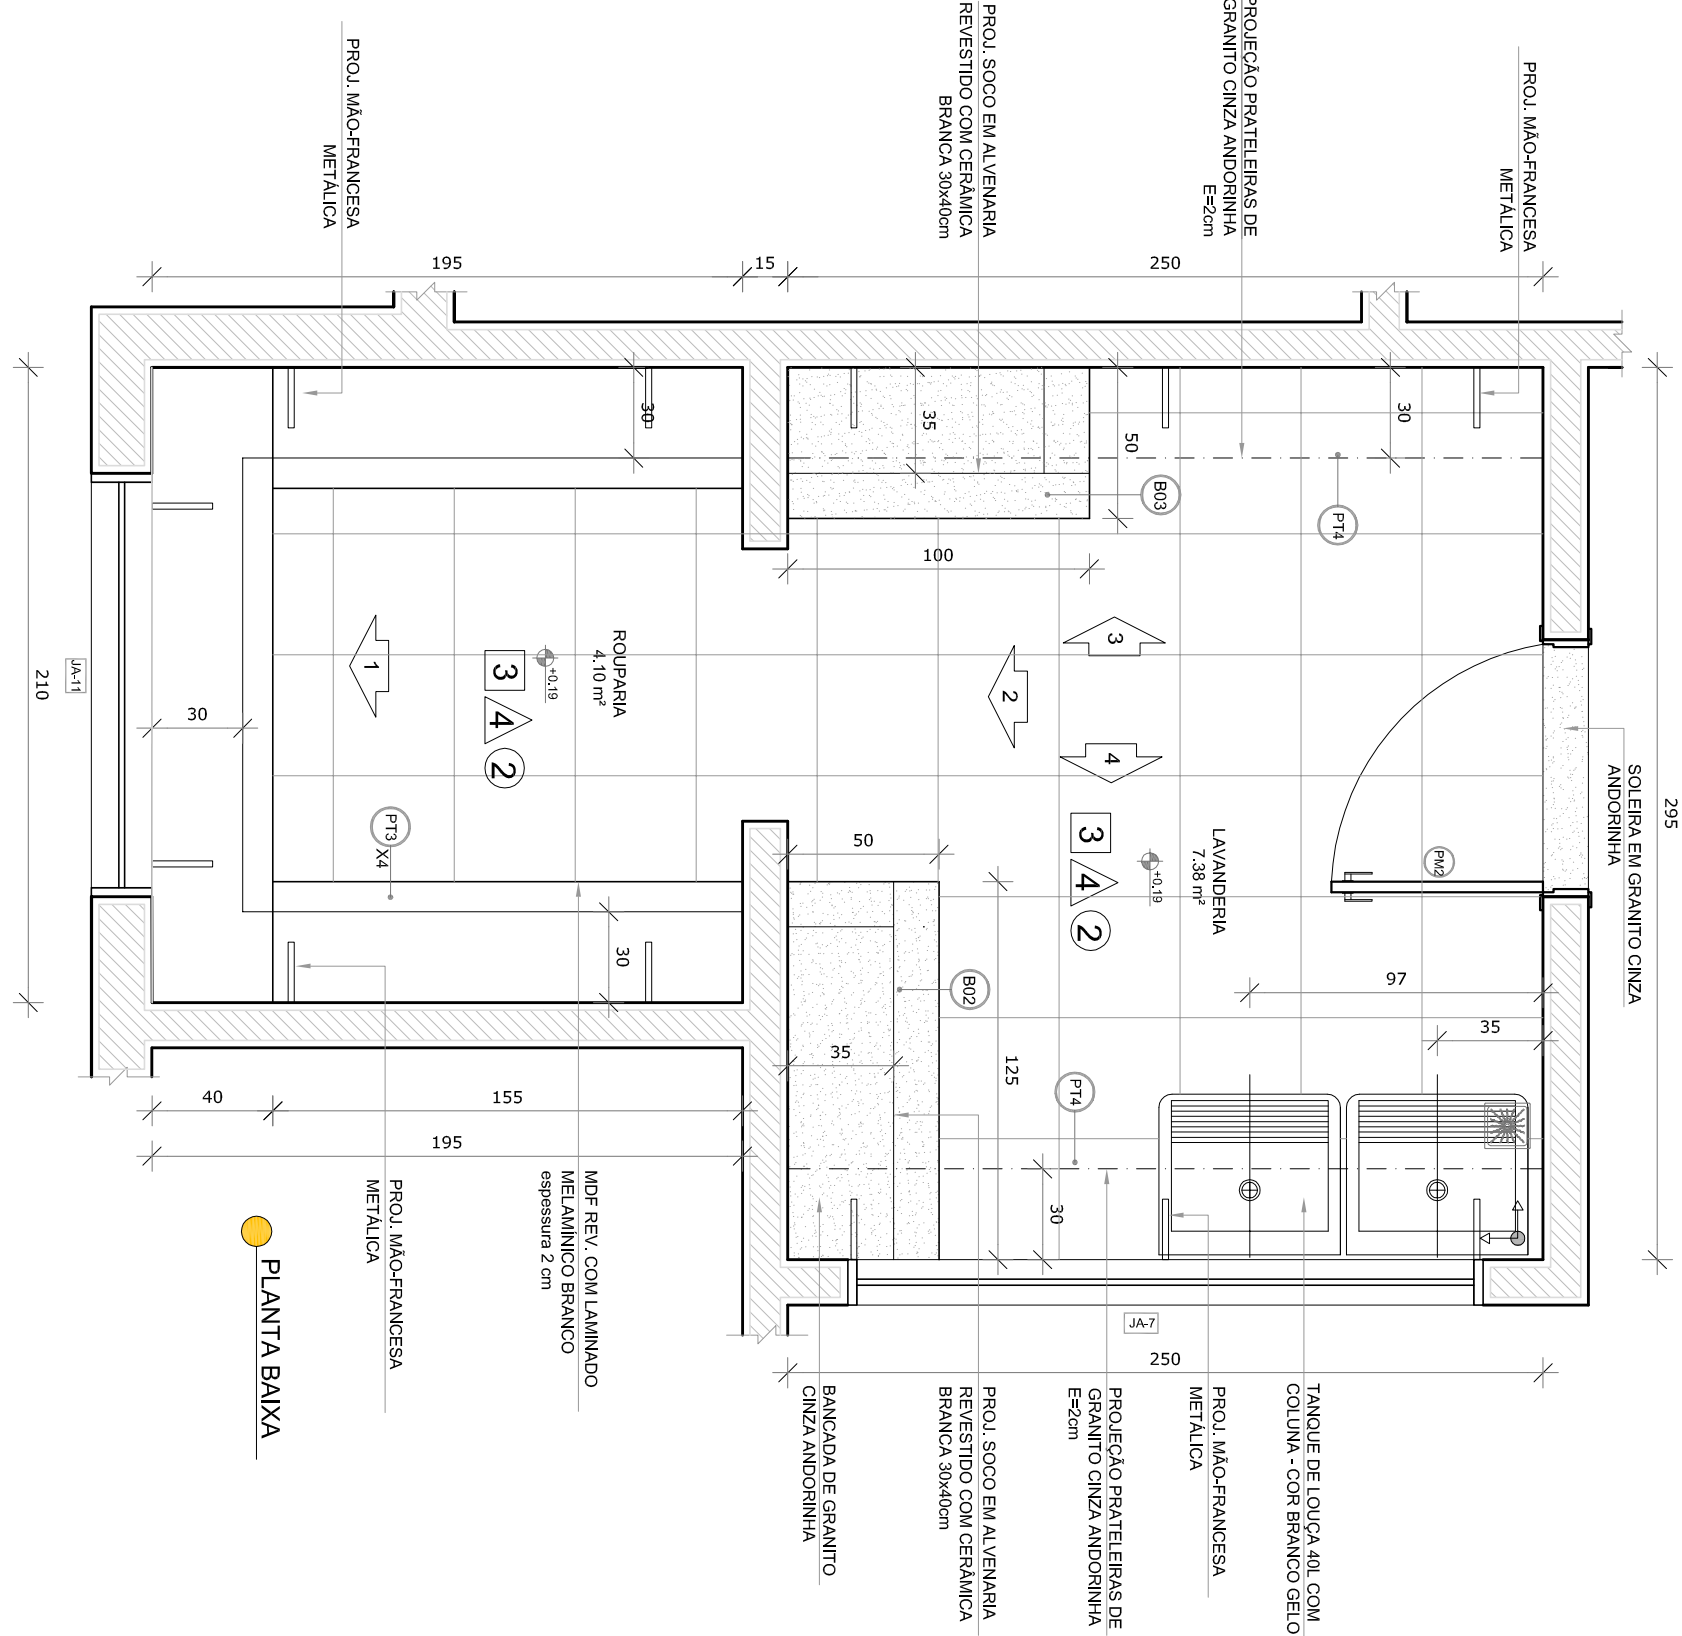 PROJ. MÃO-FRANCESA
METÁLICA
PROJ. SOCO EM ALVENARIA
REVESTIDO COM CERÂMICA
BRANCA 30x40cm
PROJEÇÃO PRATELEIRAS DE
GRANITO CINZA ANDORINHA
E=2cm
PROJ. MÃO-FRANCESA
METÁLICA
195
15
250
30
35
50
30
B03
PT4
100
295
210
JA-11
30
1
ROUPARIA
4.10 m²
+0.19
3
4
2
PT3
X4
3
2
4
LAVANDERIA
7.38 m²
+0.19
3
4
2
PM2
SOLEIRA EM GRANITO CINZA
ANDORINHA
50
B02
97
35
30
35
125
PT4
30
40
155
195
JA-7
250
PROJ. MÃO-FRANCESA
METÁLICA
MDF REV. COM LAMINADO
MELAMÍNICO BRANCO
espessura 2 cm
BANCADA DE GRANITO
CINZA ANDORINHA
PROJ. SOCO EM ALVENARIA
REVESTIDO COM CERÂMICA
BRANCA 30x40cm
PROJEÇÃO PRATELEIRAS DE
GRANITO CINZA ANDORINHA
E=2cm
PROJ. MÃO-FRANCESA
METÁLICA
TANQUE DE LOUÇA 40L COM
COLUNA - COR BRANCO GELO
PLANTA BAIXA